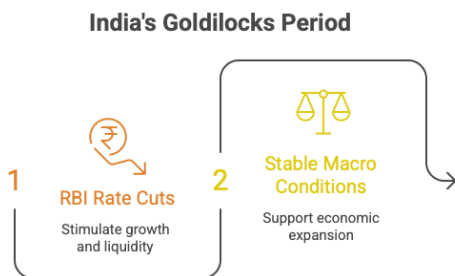 India's Goldilocks Period
₹
1
RBI Rate Cuts
Stimulate growth
and liquidity
2
Stable Macro
Conditions
Support economic
expansion